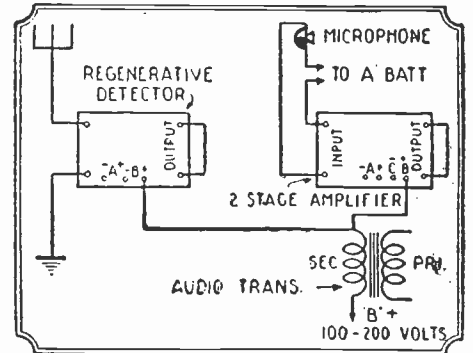 MICROPHONE
TO A BATT
REGENERATIVE
DETECTOR
-A+-B+
OUTPUT
INPUT
-A+ C B+
OUTPUT
2 STAGE AMPLIFIER
SEC
PRI.
AUDIO TRANS.
"B"+
100-200 VOLTS